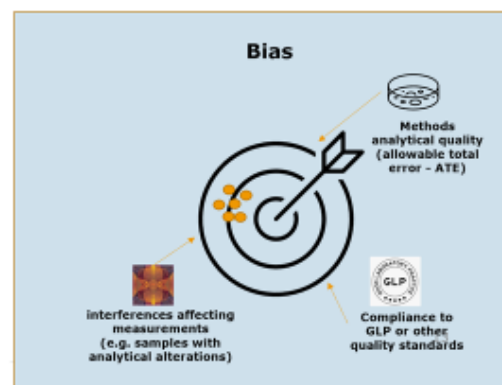 Bias
Methods
analytical quality
(allowable total
error - ATE)
GLP
interferences affecting
measurements
(e.g. samples with
analytical alterations)
Compliance to
GLP or other
quality standards